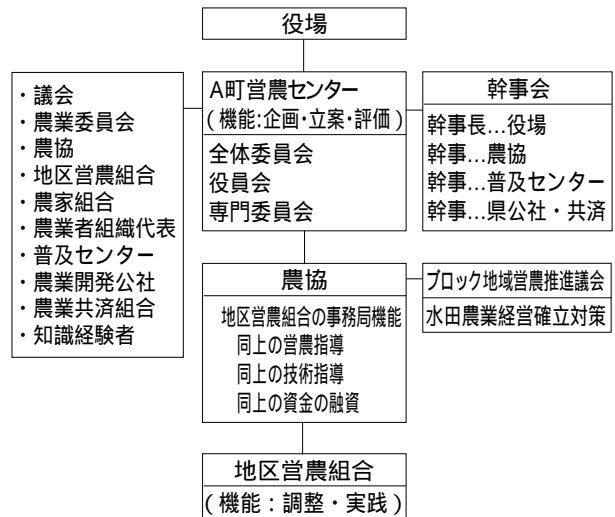 役場
・議会
・農業委員会
・農協
・地区営農組合
・農家組合
・農業者組織代表
・普及センター
・農業開発公社
・農業共済組合
・知識経験者
A町営農センター
(機能:企画・立案・評価)
全体委員会
役員会
専門委員会
幹事会
幹事長…役場
幹事…農協
幹事…普及センター
幹事…県公社・共済
農協
地区営農組合の事務局機能
同上の営農指導
同上の技術指導
同上の資金の融資
ブロック地域営農推進議会
水田農業経営確立対策
地区営農組合
(機能：調整・実践)